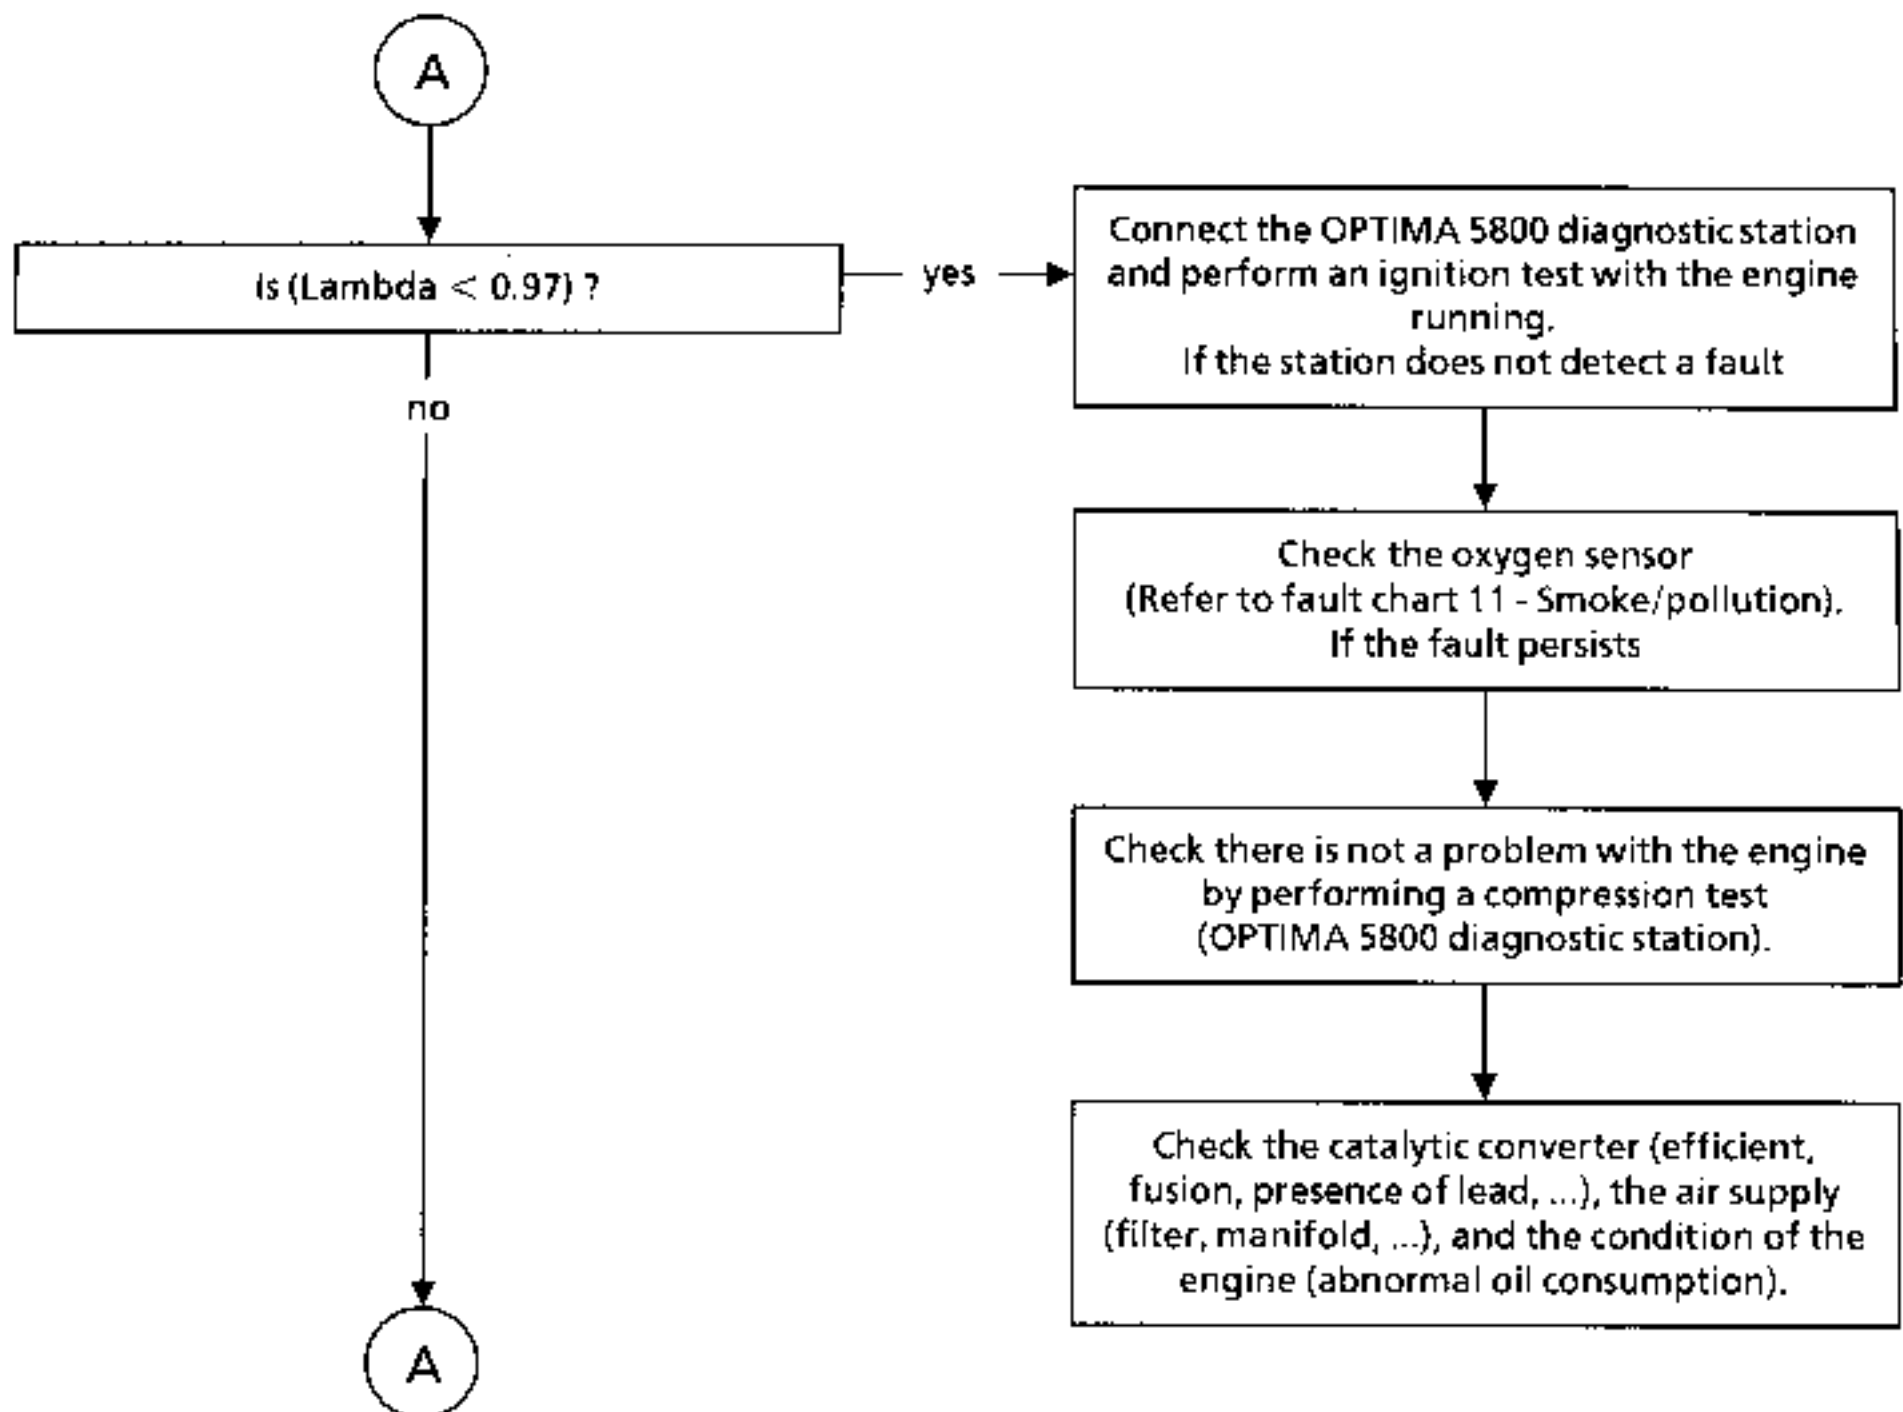 A
Is (Lambda < 0.97) ?
yes
Connect the OPTIMA 5800 diagnostic station
and perform an ignition test with the engine
running.
If the station does not detect a fault
no
Check the oxygen sensor
(Refer to fault chart 11 - Smoke/pollution).
If the fault persists
Check there is not a problem with the engine
by performing a compression test
(OPTIMA 5800 diagnostic station).
Check the catalytic converter (efficient,
fusion, presence of lead, ...), the air supply
(filter, manifold, ...), and the condition of the
engine (abnormal oil consumption).
A